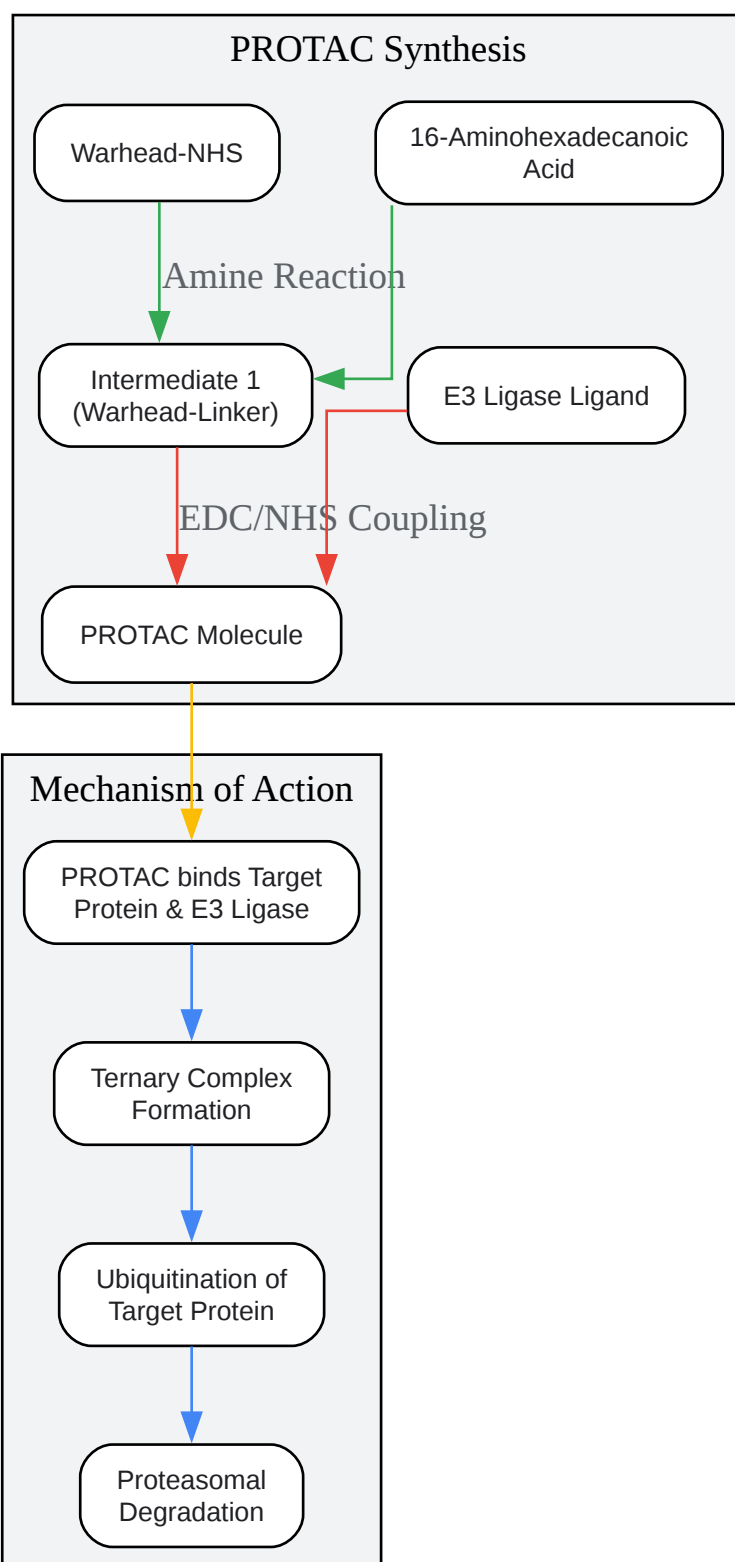 PROTAC Synthesis
Warhead-NHS
16-Aminohexadecanoic
Acid
Amine Reaction
Intermediate 1
(Warhead-Linker)
E3 Ligase Ligand
EDC/NHS Coupling
PROTAC Molecule
Mechanism of Action
PROTAC binds Target
Protein & E3 Ligase
Ternary Complex
Formation
Ubiquitination of
Target Protein
Proteasomal
Degradation